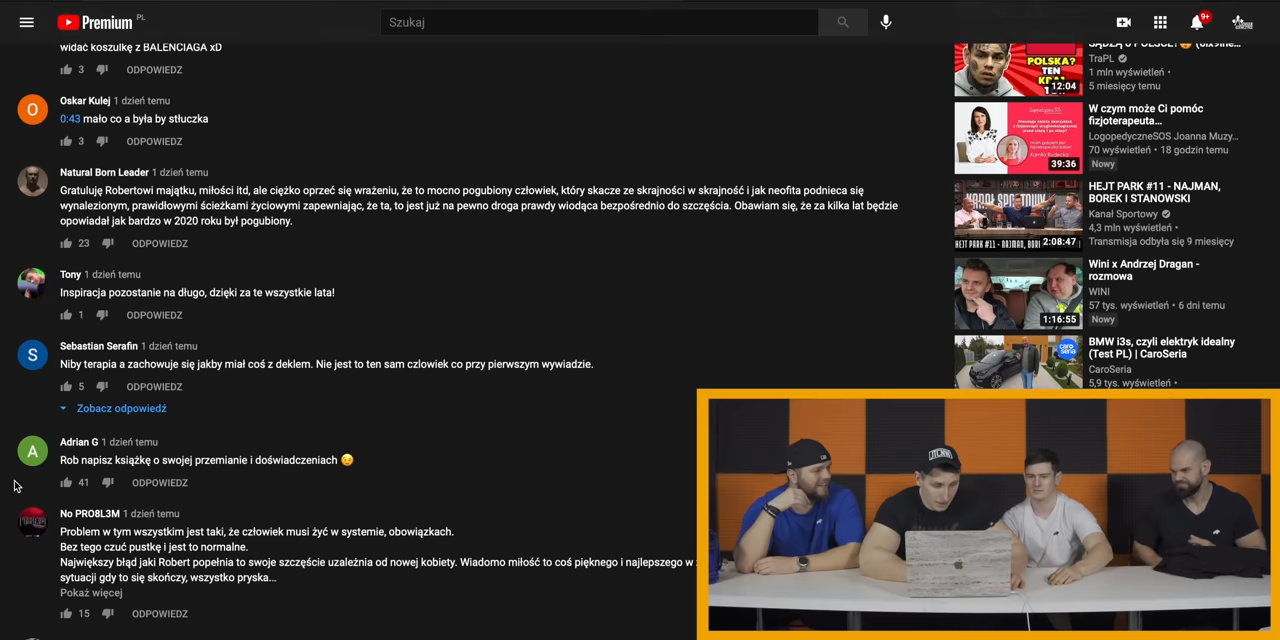 Premium PL
Szukaj
9+
widać koszulkę z BALENCIAGA xD
3 ODPOWIEDZ
O
Oskar Kulej 1 dzień temu
0:43 mało co a była by stłuczka
3 ODPOWIEDZ
Natural Born Leader 1 dzień temu
Gratuluję Robertowi majątku, miłości itd, ale ciężko oprzeć się wrażeniu, że to mocno pogubiony człowiek, który skacze ze skrajności w skrajność i jak neofita podnieca się
wynalezionym, prawidłowymi ścieżkami życiowymi zapewniając, że ta, to jest już na pewno droga prawdy wiodąca bezpośrednio do szczęścia. Obawiam się, że za kilka lat będzie
opowiadał jak bardzo w 2020 roku był pogubiony.
23 ODPOWIEDZ
Tony 1 dzień temu
Inspiracja pozostanie na długo, dzięki za te wszystkie lata!
1 ODPOWIEDZ
S
Sebastian Serafin 1 dzień temu
Niby terapia a zachowuje się jakby miał coś z deklem. Nie jest to ten sam czlowiek co przy pierwszym wywiadzie.
5 ODPOWIEDZ
Zobacz odpowiedź
A
Adrian G 1 dzień temu
Rob napisz książkę o swojej przemianie i doświadczeniach 😔
41 ODPOWIEDZ
No PRO8L3M 1 dzień temu
Problem w tym wszystkim jest taki, że człowiek musi żyć w systemie, obowiązkach.
Bez tego czuć pustkę i jest to normalne.
Największy błąd jaki Robert popełnia to swoje szczęście uzależnia od nowej kobiety. Wiadomo miłość to coś pięknego i najlepszego w
sytuacji gdy to się skończy, wszystko pryska...
Pokaż więcej
15 ODPOWIEDZ
POLSKA?
TEN
12:04
TraPL
1 mln wyświetleń •
5 miesięcy temu
39:36
W czym może Ci pomóc
fizjoterapeuta...
LogopedyczneSOS Joanna Muzy...
70 wyświetleń • 18 godzin temu
Nowy
HEJT PARK #11 - NAJMAN, 
2:08:47
HEJT PARK #11 - NAJMAN,
BOREK I STANOWSKI
Kanał Sportowy
4,3 mln wyświetleń •
Transmisja odbyła się 9 miesięcy
1:16:55
Wini x Andrzej Dragan -
rozmowa
WINI
57 tys. wyświetleń • 6 dni temu
Nowy
caro
seria
BMW i3s, czyli elektryk idealny
(Test PL) | CaroSeria
CaroSeria
5,9 tys. wyświetleń •